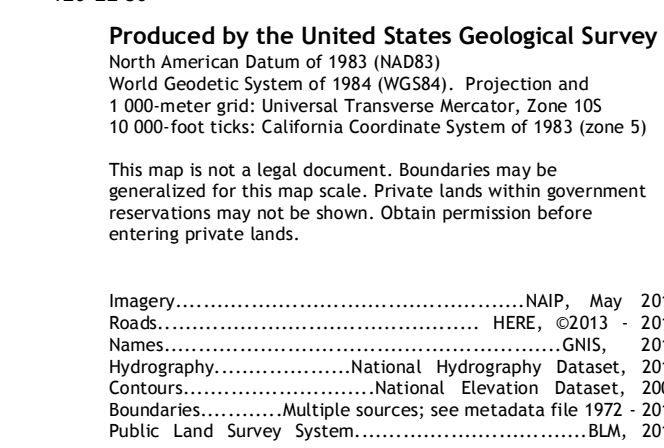 Produced by the United States Geological Survey
North American Datum of 1983 (NAD83)
World Geodetic System of 1984 (WGS84). Projection and
1 000-meter grid: Universal Transverse Mercator, Zone 10S
10 000-foot ticks: California Coordinate System of 1983 (zone 5)
This map is not a legal document. Boundaries may be
generalized for this map scale. Private lands within government
reservations may not be shown. Obtain permission before
entering private lands.
Imagery................................................NAIP, May
Roads............................................. HERE, ©2013 -
Names......................................................GNIS,
Hydrography...................National Hydrography Dataset,
Contours..........................National Elevation Dataset,
Boundaries...........Multiple sources; see metadata file 1972 -
Public Land Survey System................................BLM,